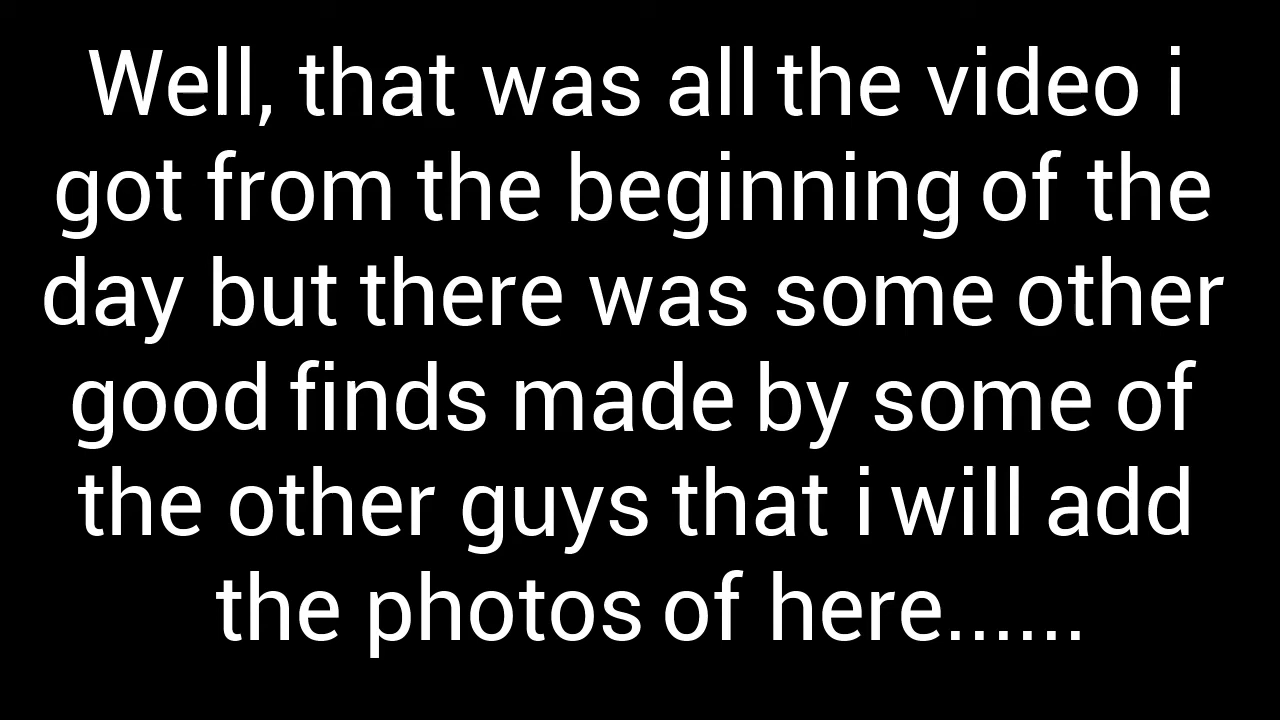 Well, that was all the video i
got from the beginning of the
day but there was some other
good finds made by some of
the other guys that i will add
the photos of here......